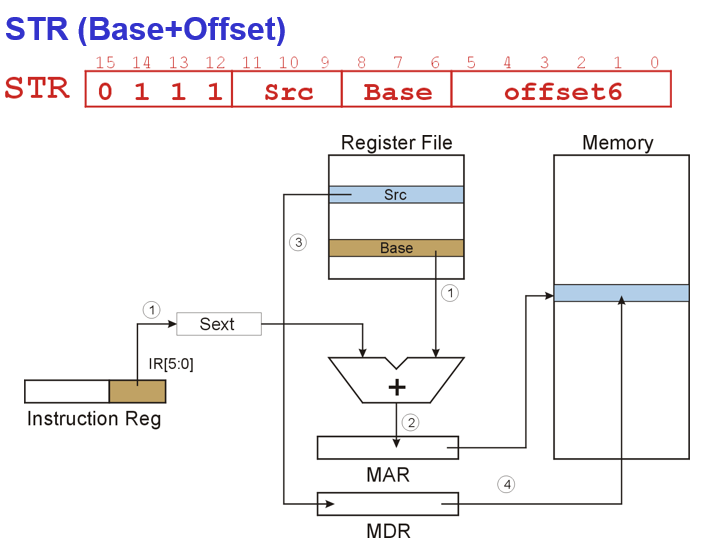 STR (Base+Offset)
15 14 13 12 11 10 9 8 7 6 5 4 3 2 1 0
STR 0 1 1 1 Src Base offset6
Register File Memory
Src
3
Base
1
1
Sext
IR[5:0]
+
Instruction Reg
2
MAR
4
MDR